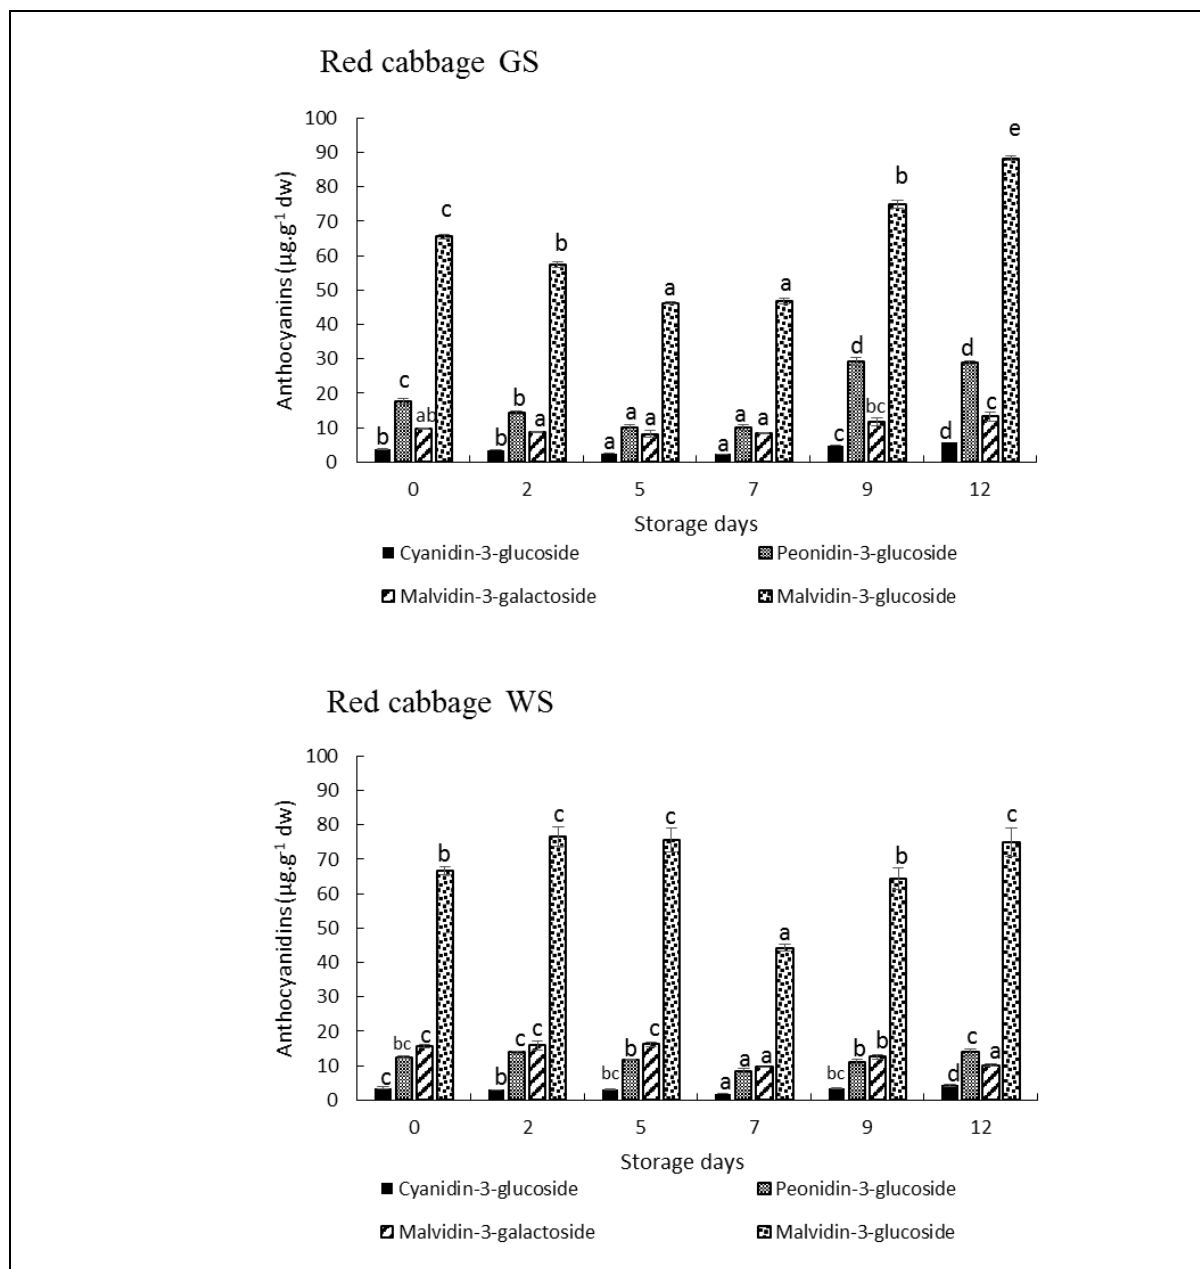 Red cabbage GS
100
90
80
70
60
50
40
30
20
10
0
Anthocyanins (µg.g⁻¹ dw)
b c ab c
b b a b
a a a a
a a a a
c d bc b
d d c e
0 2 5 7 9 12
Storage days
Cyanidin-3-glucoside Peonidin-3-glucoside
Malvidin-3-galactoside Malvidin-3-glucoside
Red cabbage WS
100
90
80
70
60
50
40
30
20
10
0
Anthocyanidins (µg.g⁻¹ dw)
c bc c b
b c c c
bc b c c
a a a a
bc b b b
d c a c
0 2 5 7 9 12
Storage days
Cyanidin-3-glucoside Peonidin-3-glucoside
Malvidin-3-galactoside Malvidin-3-glucoside